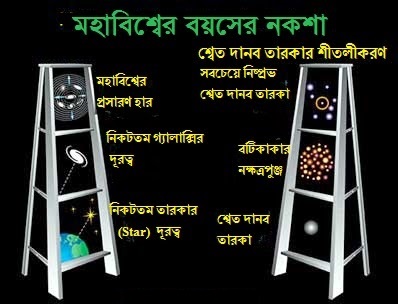 মহাবিশ্বের বয়সের নকশা
শ্বেত দানব তারকার শীতলীকরণ
মহাবিশ্বের
প্রসারণ হার
নিকটতম গ্যালাক্সির
দূরত্ব
নিকটতম তারকার
(Star) দূরত্ব
সবচেয়ে নিষ্প্রভ
শ্বেত দানব তারকা
বটিকাকার
নক্ষত্রপুঞ্জ
শ্বেত দানব
তারকা